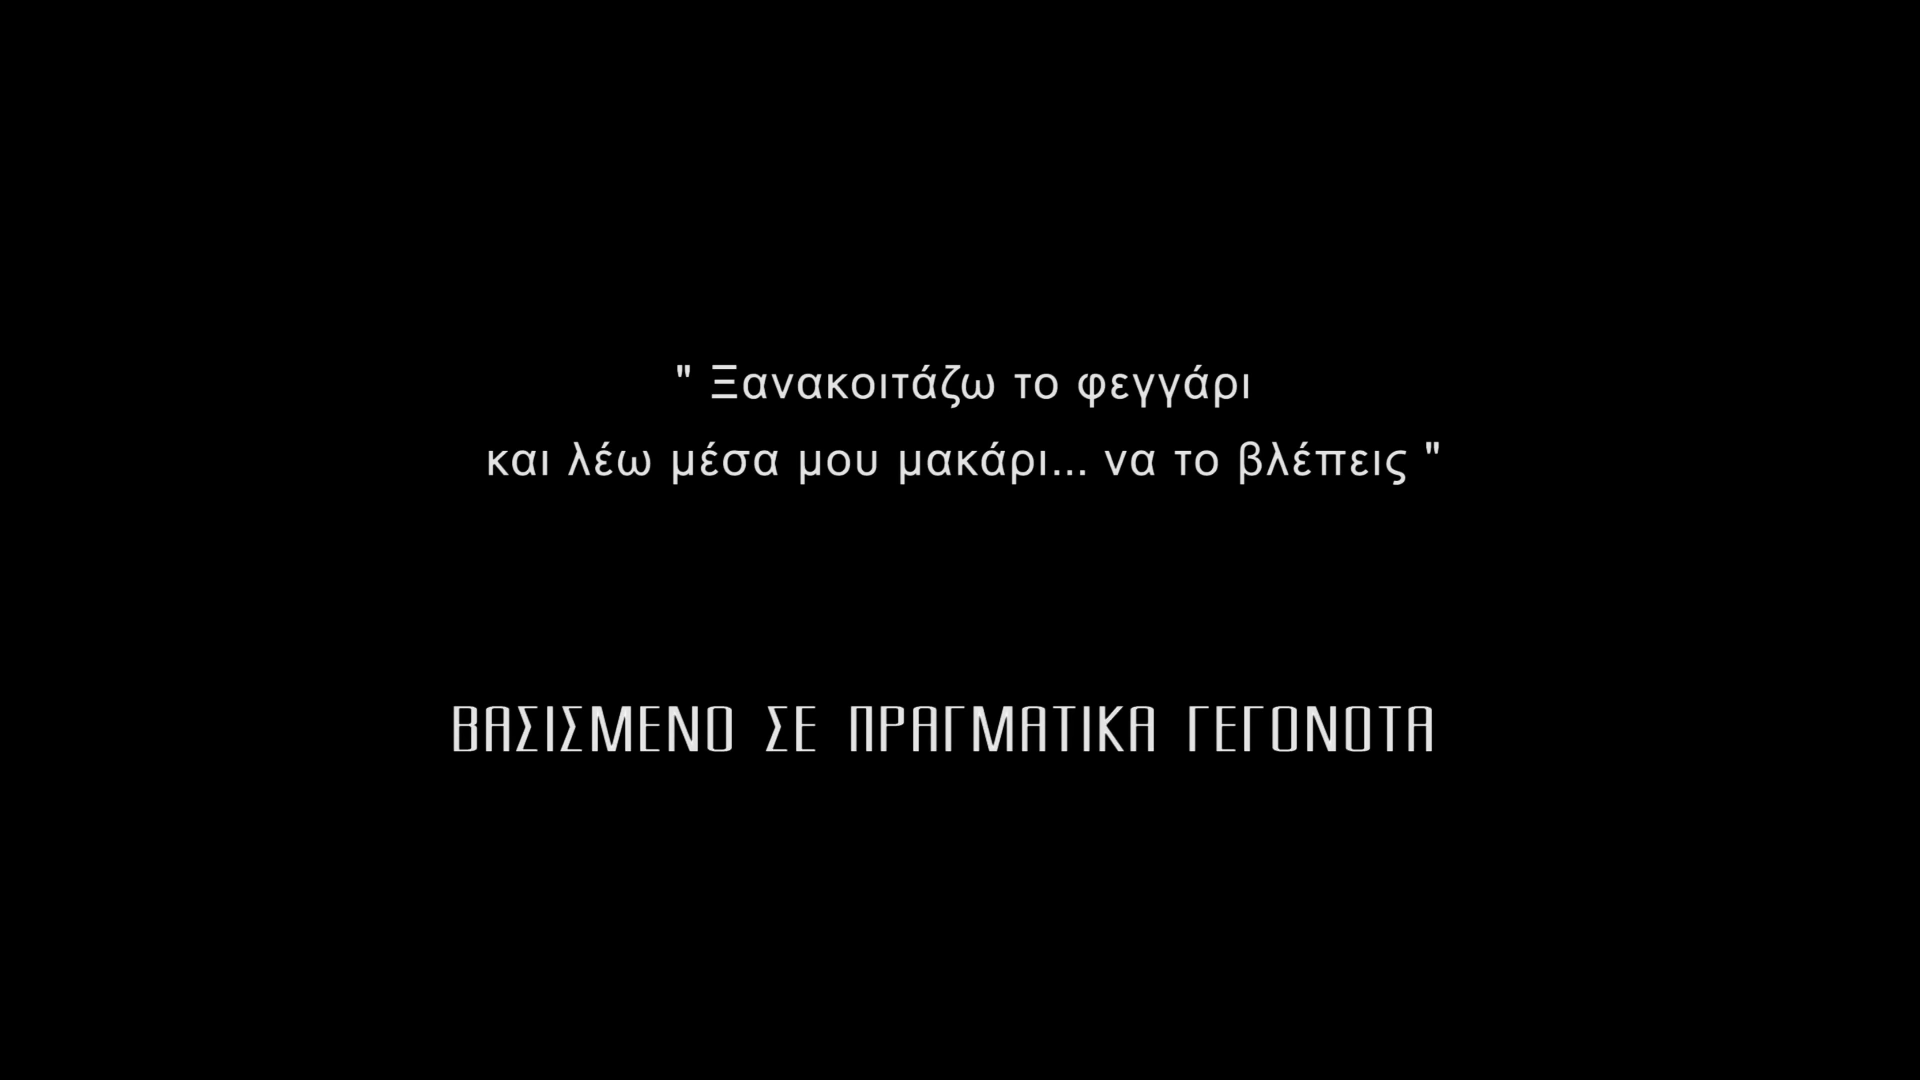 " Ξανακοιτάζω το φεγγάρι
και λέω μέσα μου μακάρι... να το βλέπεις "
ΒΑΣΙΣΜΕΝΟ ΣΕ ΠΡΑΓΜΑΤΙΚΑ ΓΕΓΟΝΟΤΑ